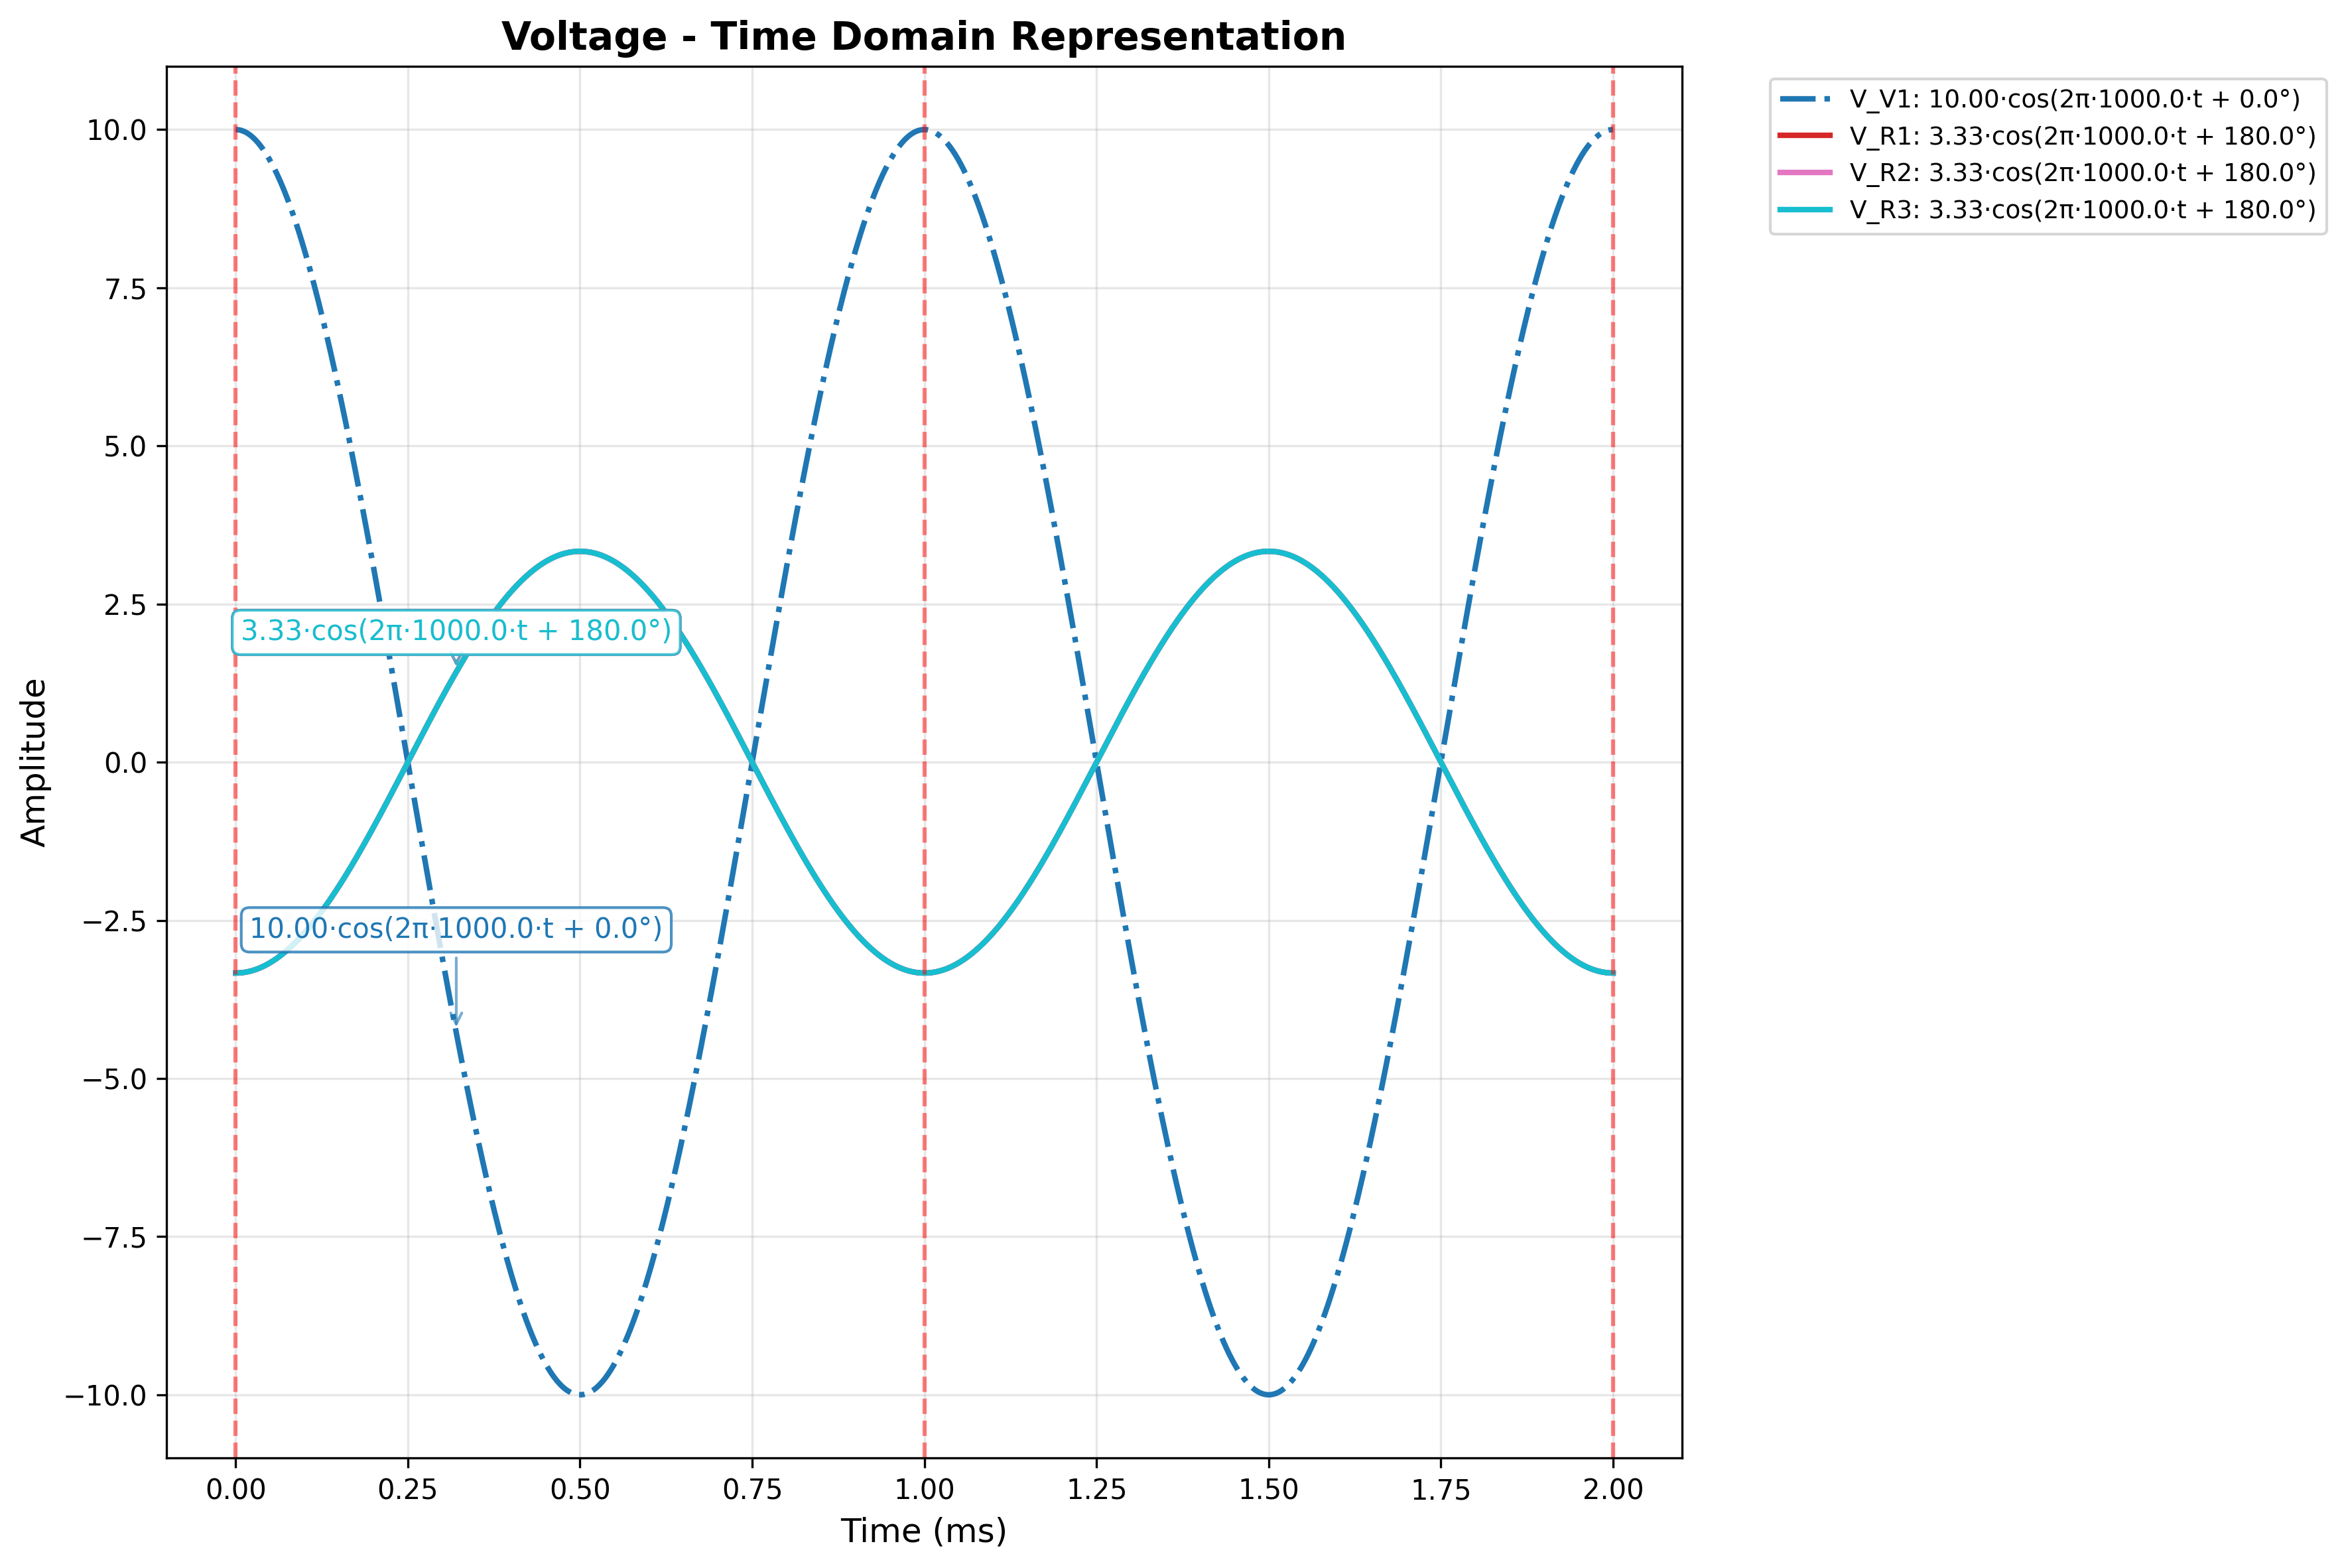 Voltage - Time Domain Representation
V_V1: 10.00·cos(2π·1000.0·t + 0.0°)
V_R1: 3.33·cos(2π·1000.0·t + 180.0°)
V_R2: 3.33·cos(2π·1000.0·t + 180.0°)
V_R3: 3.33·cos(2π·1000.0·t + 180.0°)
10.0
7.5
5.0
2.5
0.0
−2.5
−5.0
−7.5
−10.0
Amplitude
3.33·cos(2π·1000.0·t + 180.0°)
10.00·cos(2π·1000.0·t + 0.0°)
0.00 0.25 0.50 0.75 1.00 1.25 1.50 1.75 2.00
Time (ms)